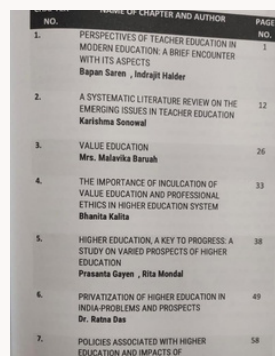 NO.
NAME OF CHAPTER AND AUTHOR
PAGE
NO.
1.
PERSPECTIVES OF TEACHER EDUCATION IN
1
MODERN EDUCATION: A BRIEF ENCOUNTER
WITH ITS ASPECTS
Bapan Saren , Indrajit Halder
2.
A SYSTEMATIC LITERATURE REVIEW ON THE
12
EMERGING ISSUES IN TEACHER EDUCATION
Karishma Sonowal
3.
VALUE EDUCATION
26
Mrs. Malavika Baruah
4.
THE IMPORTANCE OF INCULCATION OF
33
VALUE EDUCATION AND PROFESSIONAL
ETHICS IN HIGHER EDUCATION SYSTEM
Bhanita Kalita
5.
HIGHER EDUCATION, A KEY TO PROGRESS: A
38
STUDY ON VARIED PROSPECTS OF HIGHER
EDUCATION
Prasanta Gayen , Rita Mondal
6.
PRIVATIZATION OF HIGHER EDUCATION IN
49
INDIA-PROBLEMS AND PROSPECTS
Dr. Ratna Das
7.
POLICIES ASSOCIATED WITH HIGHER
58
EDUCATION AND IMPACTS OF